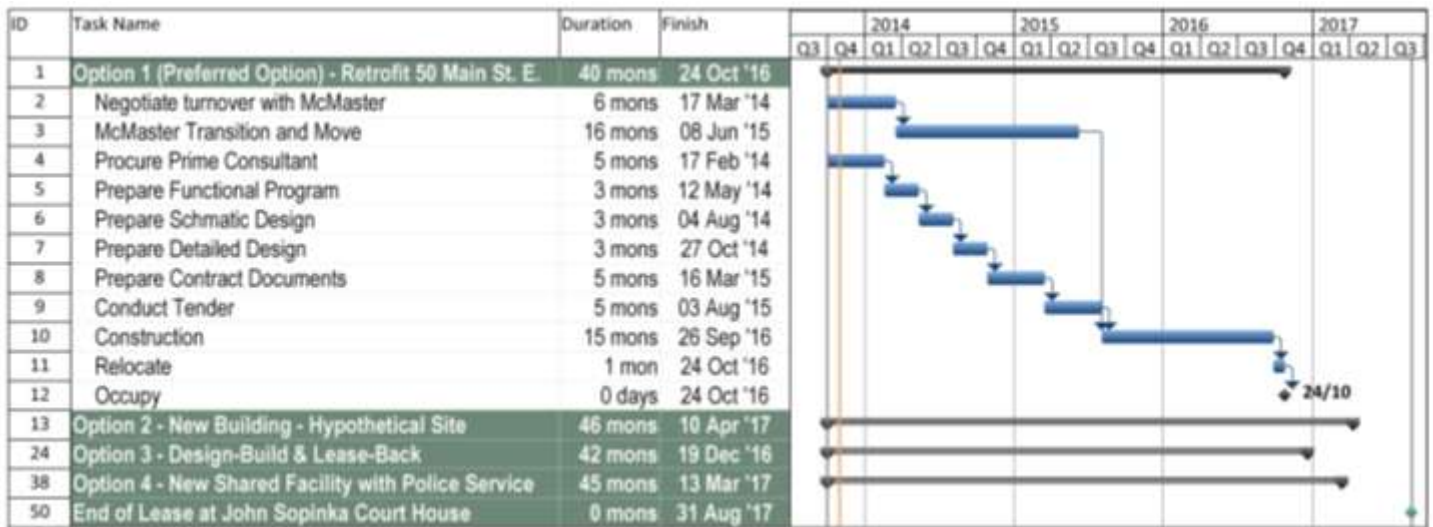 ID Task Name Duration Finish 2014 2015 2016 2017
Q3 Q4 Q1 Q2 Q3 Q4 Q1 Q2 Q3 Q4 Q1 Q2 Q3 Q4 Q1 Q2 Q3
1 Option 1 (Preferred Option) - Retrofit 50 Main St. E. 40 mons 24 Oct '16
2 Negotiate turnover with McMaster 6 mons 17 Mar '14
3 McMaster Transition and Move 16 mons 08 Jun '15
4 Procure Prime Consultant 5 mons 17 Feb '14
5 Prepare Functional Program 3 mons 12 May '14
6 Prepare Schmatic Design 3 mons 04 Aug '14
7 Prepare Detailed Design 3 mons 27 Oct '14
8 Prepare Contract Documents 5 mons 16 Mar '15
9 Conduct Tender 5 mons 03 Aug '15
10 Construction 15 mons 26 Sep '16
11 Relocate 1 mon 24 Oct '16
12 Occupy 0 days 24 Oct '16 24/10
13 Option 2 - New Building - Hypothetical Site 46 mons 10 Apr '17
24 Option 3 - Design-Build & Lease-Back 42 mons 19 Dec '16
38 Option 4 - New Shared Facility with Police Service 45 mons 13 Mar '17
50 End of Lease at John Sopinka Court House 0 mons 31 Aug '17